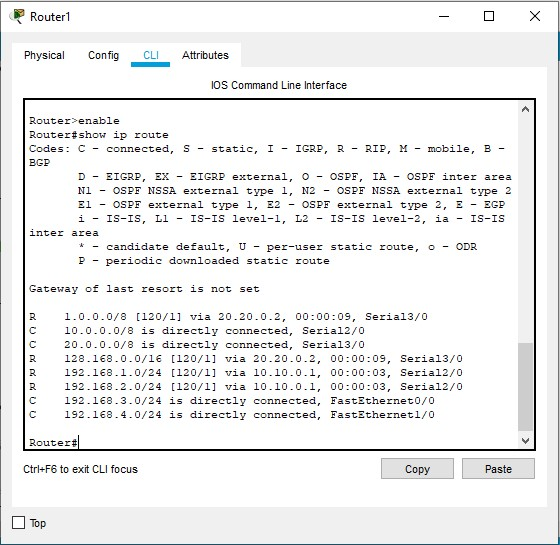 Router1
Physical Config CLI Attributes
IOS Command Line Interface
Router>enable
Router#show ip route
Codes: C - connected, S - static, I - IGRP, R - RIP, M - mobile, B -
BGP
D - EIGRP, EX - EIGRP external, O - OSPF, IA - OSPF inter area
N1 - OSPF NSSA external type 1, N2 - OSPF NSSA external type 2
E1 - OSPF external type 1, E2 - OSPF external type 2, E - EGP
i - IS-IS, L1 - IS-IS level-1, L2 - IS-IS level-2, ia - IS-IS
inter area
* - candidate default, U - per-user static route, o - ODR
P - periodic downloaded static route
Gateway of last resort is not set
R 1.0.0.0/8 [120/1] via 20.20.0.2, 00:00:09, Serial3/0
C 10.0.0.0/8 is directly connected, Serial2/0
C 20.0.0.0/8 is directly connected, Serial3/0
R 128.168.0.0/16 [120/1] via 20.20.0.2, 00:00:09, Serial3/0
R 192.168.1.0/24 [120/1] via 10.10.0.1, 00:00:03, Serial2/0
R 192.168.2.0/24 [120/1] via 10.10.0.1, 00:00:03, Serial2/0
C 192.168.3.0/24 is directly connected, FastEthernet0/0
C 192.168.4.0/24 is directly connected, FastEthernet1/0
Router#
Ctrl+F6 to exit CLI focus
Copy Paste
Top